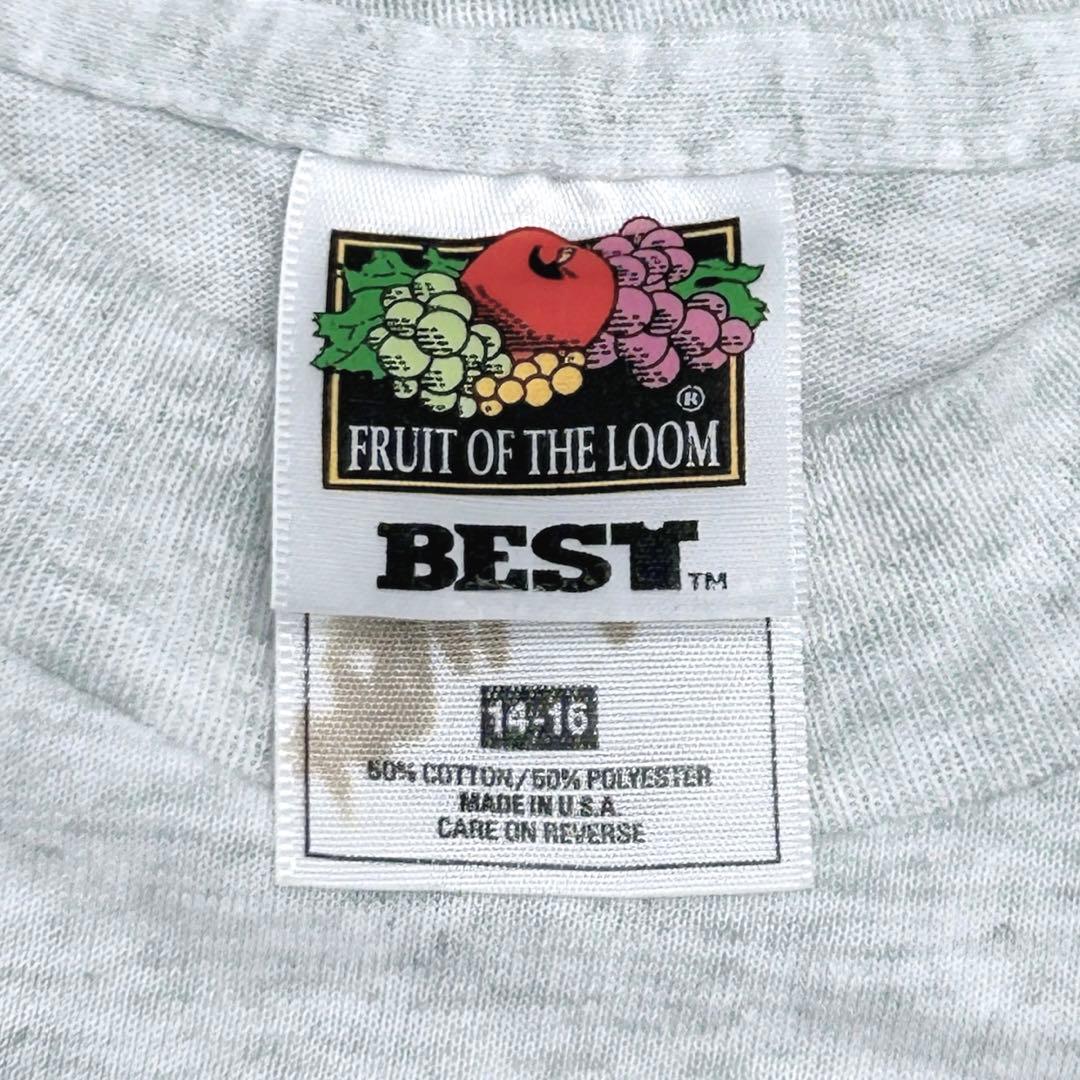 ®
FRUIT OF THE LOOM
BEST™
14-16
50% COTTON/50% POLYESTER
MADE IN U.S.A.
CARE ON REVERSE